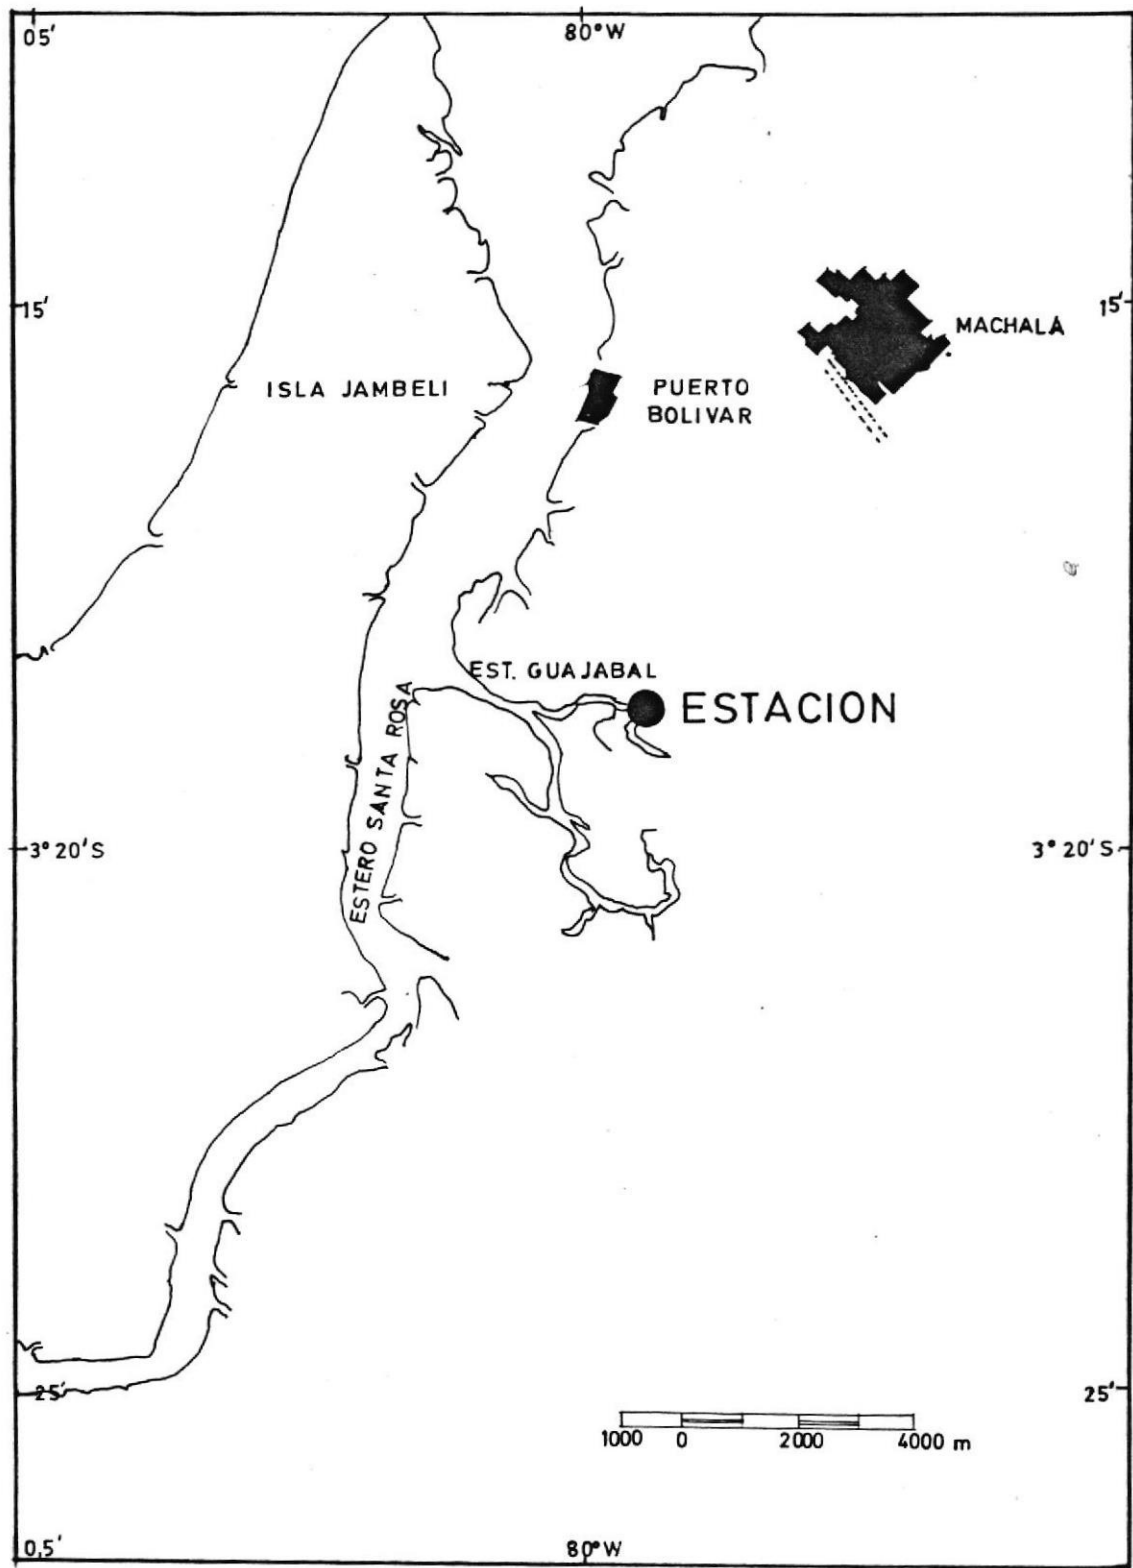 05'
80°W
15'
15'
MACHALÁ
ISLA JAMBELI
PUERTO
BOLIVAR
EST. GUAJABAL
ESTACION
ESTERO SANTA ROSA
3° 20'S
3° 20'S
25'
25'
1000 0 2000 4000 m
0,5'
80°W